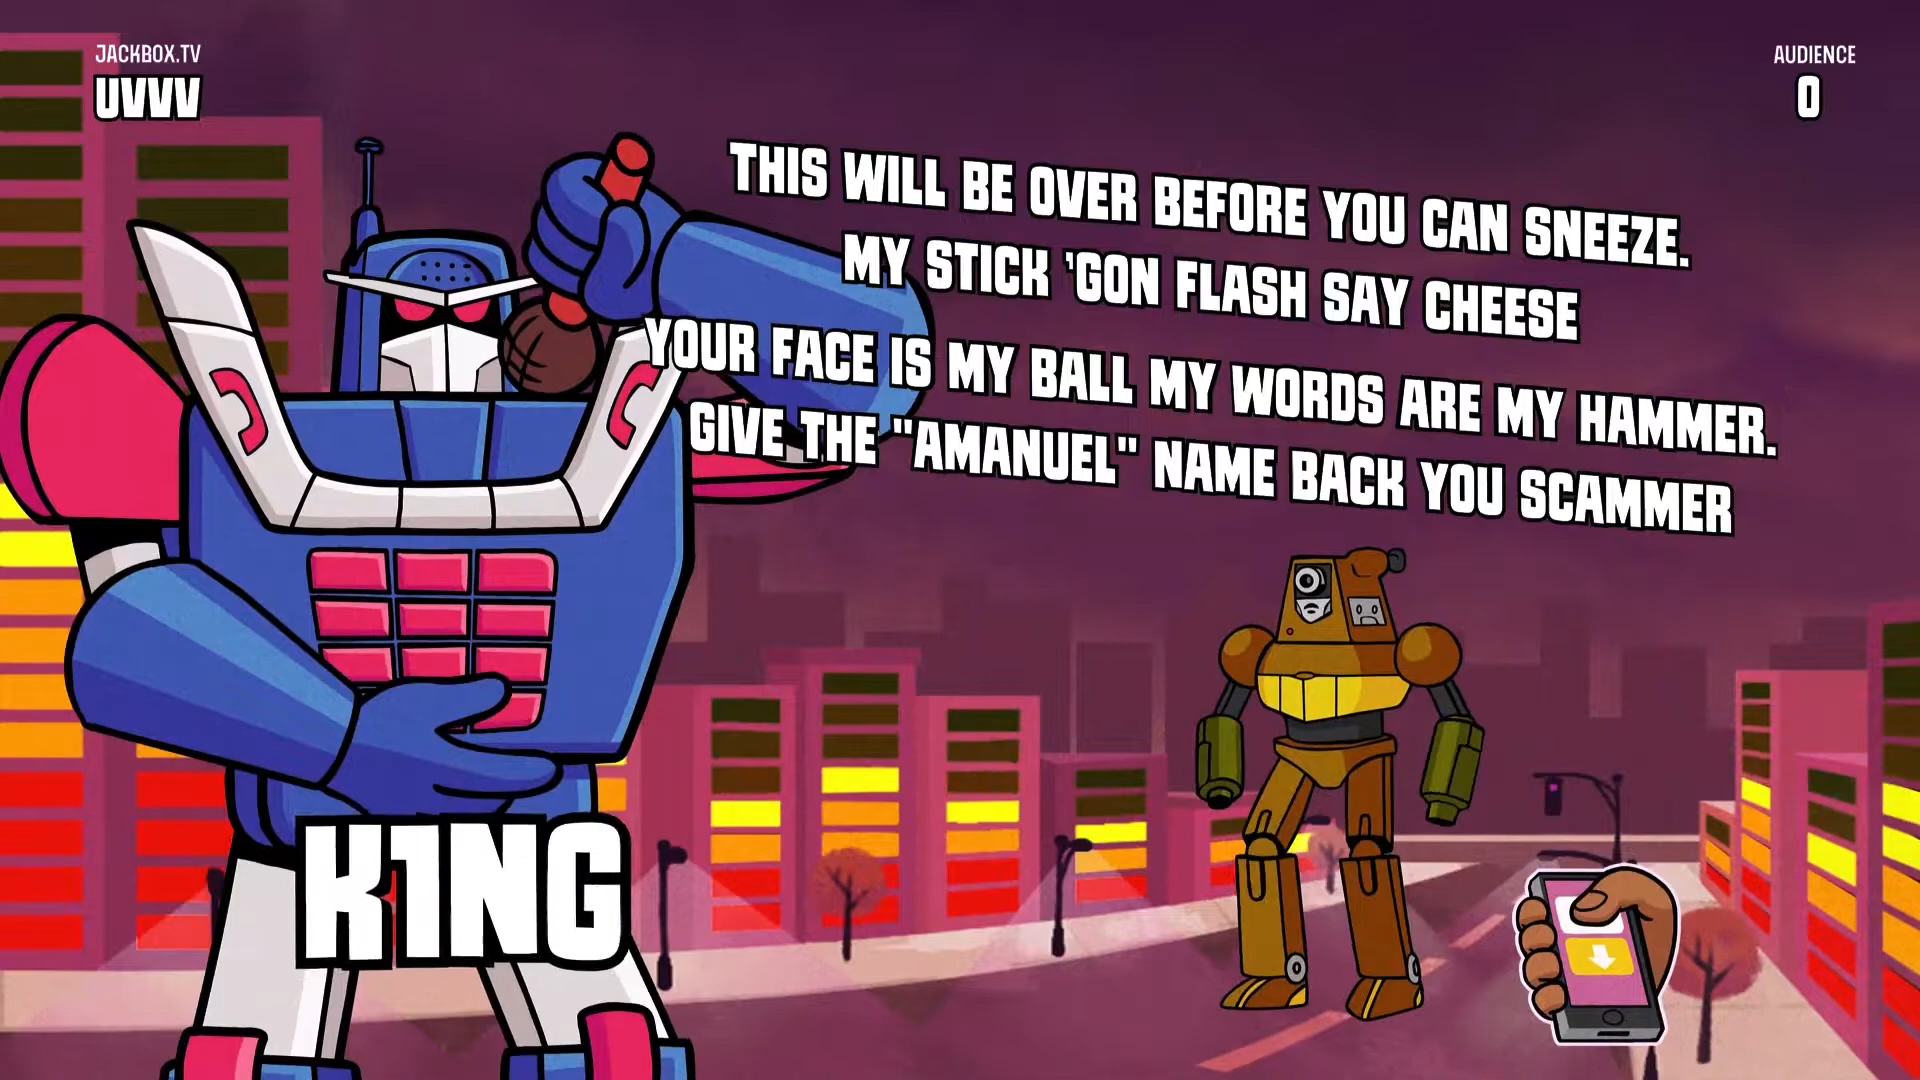 JACKBOX.TV
UVVV
AUDIENCE
0
THIS WILL BE OVER BEFORE YOU CAN SNEEZE.
MY STICK 'GON FLASH SAY CHEESE
YOUR FACE IS MY BALL MY WORDS ARE MY HAMMER.
GIVE THE "AMANUEL" NAME BACK YOU SCAMMER
K1NG